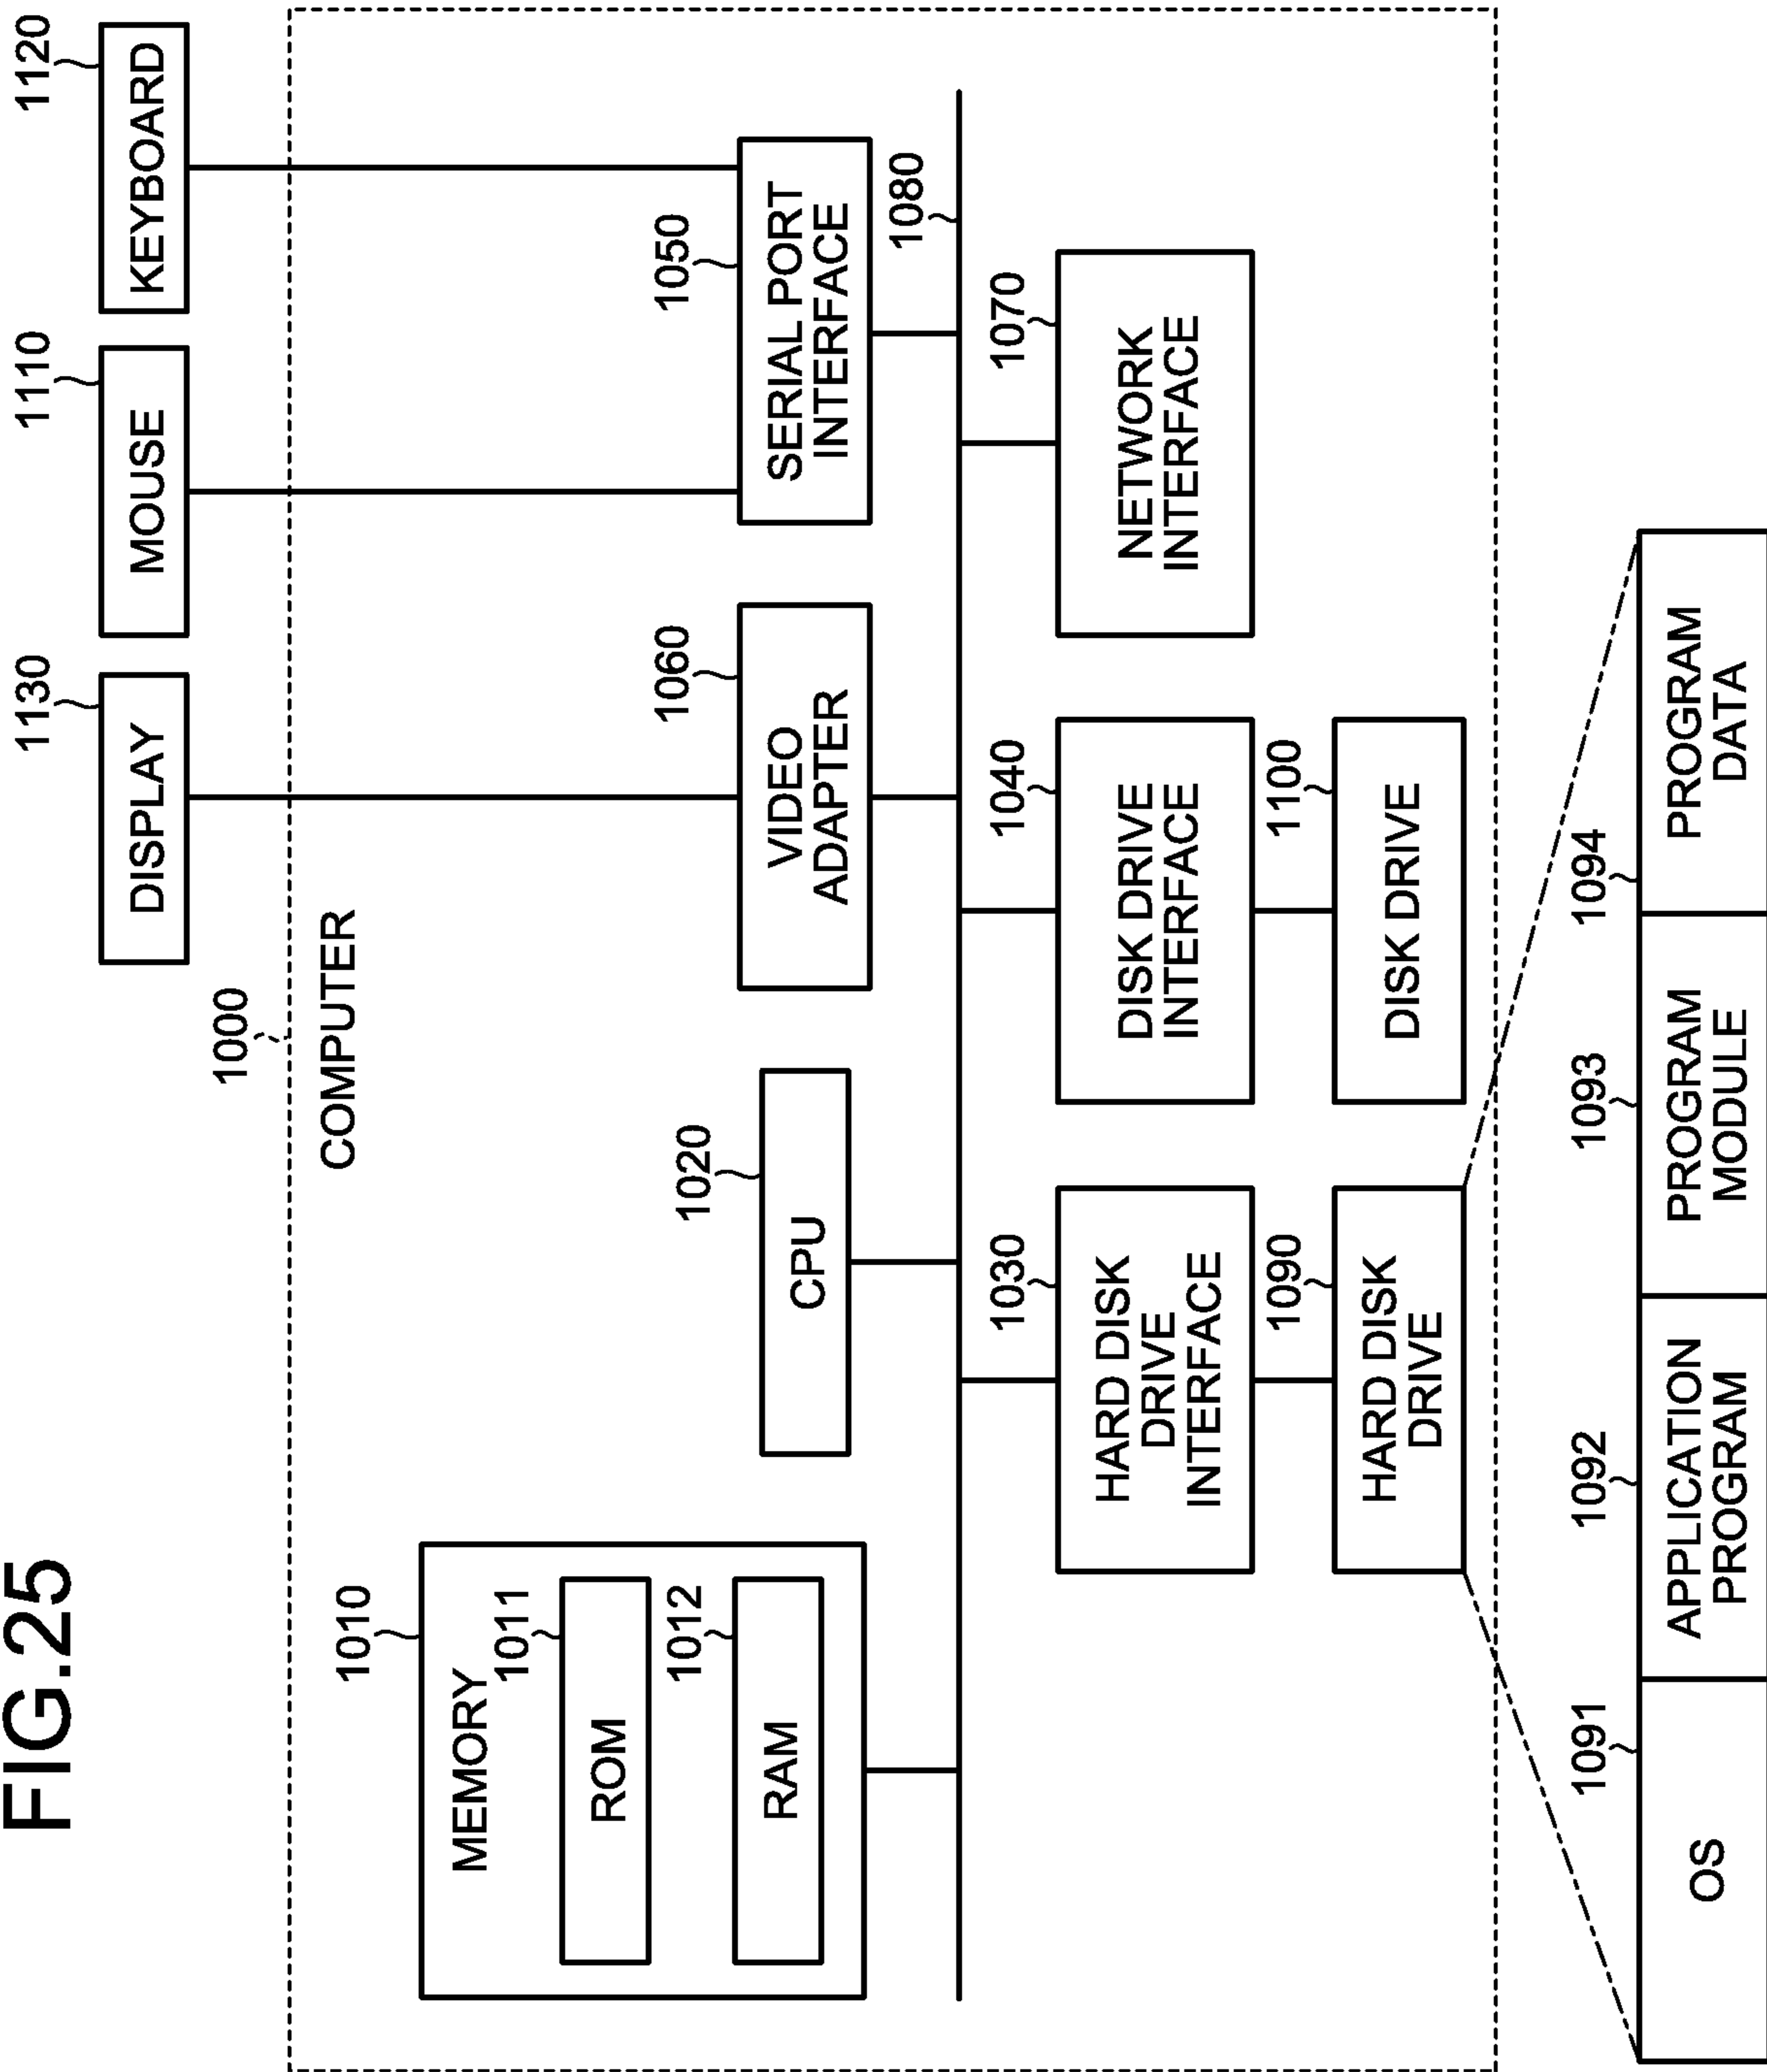 FIG.25
1130
1110
1120
DISPLAY
MOUSE
KEYBOARD
1000
COMPUTER
1010
MEMORY
1011
ROM
1012
RAM
1020
CPU
1060
VIDEO
ADAPTER
1050
SERIAL PORT
INTERFACE
1080
1030
HARD DISK
DRIVE
INTERFACE
1040
DISK DRIVE
INTERFACE
1070
NETWORK
INTERFACE
1090
HARD DISK
DRIVE
1100
DISK DRIVE
1091
OS
1092
APPLICATION
PROGRAM
1093
PROGRAM
MODULE
1094
PROGRAM
DATA